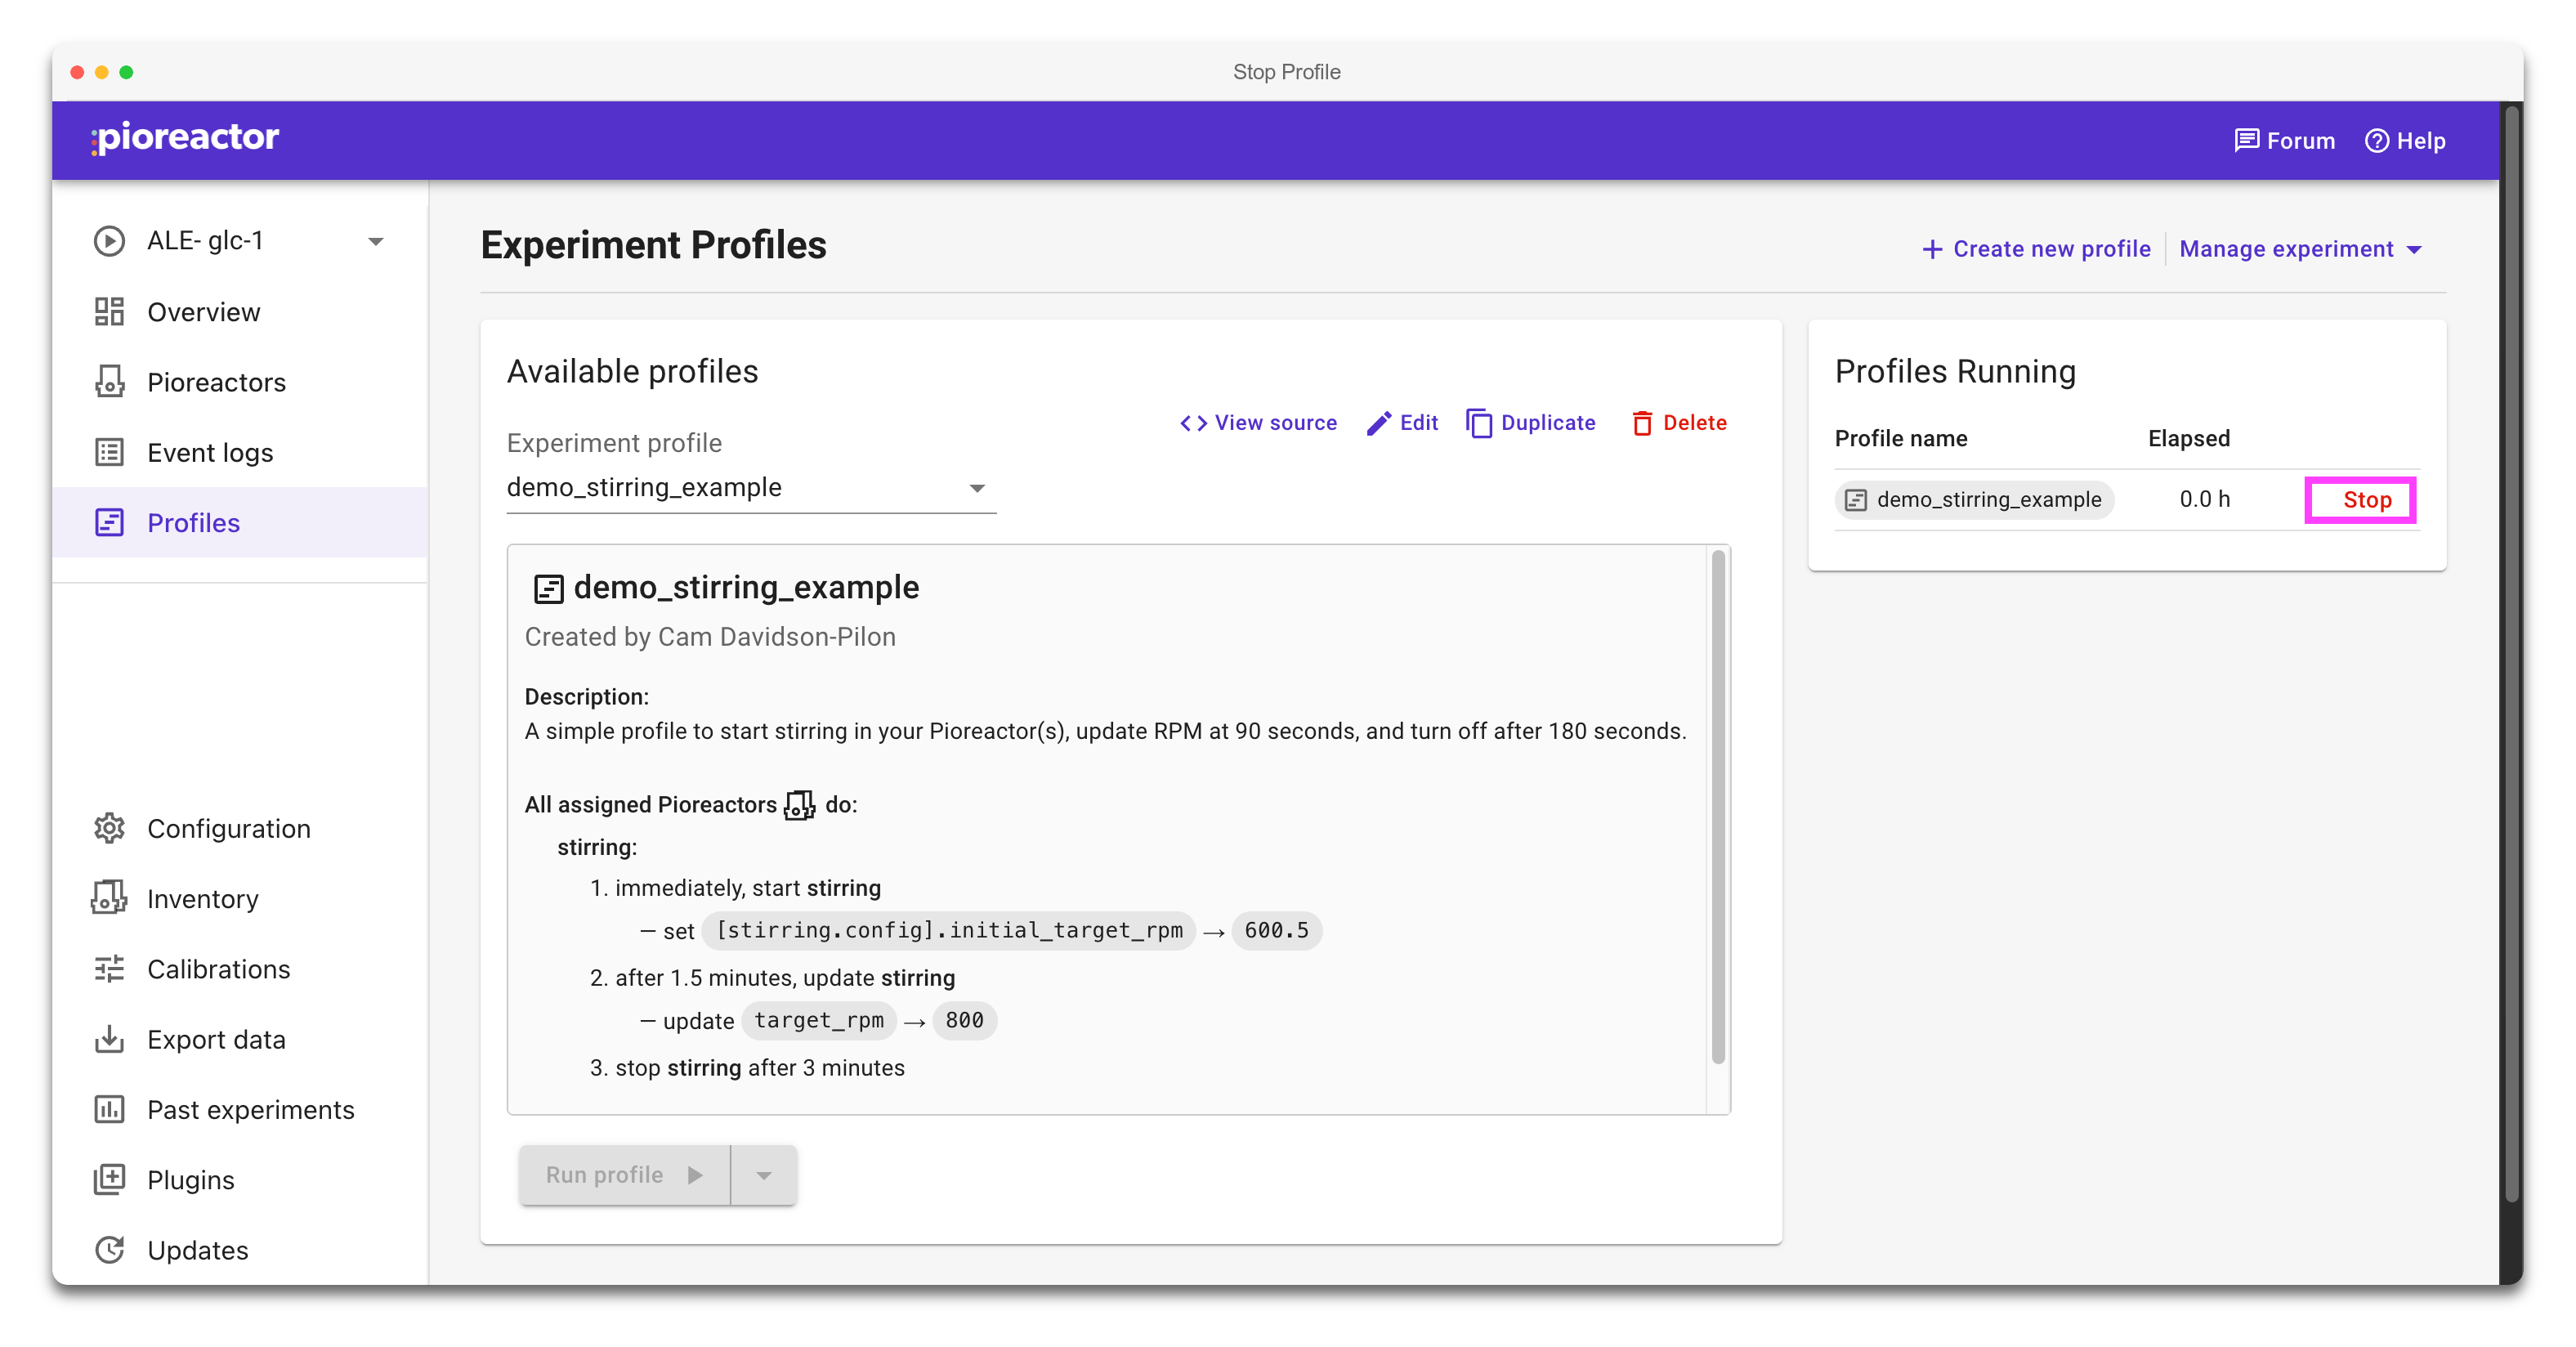 Stop Profile
pioreactor
Forum
Help
ALE- glc-1
Overview
Pioreactors
Event logs
Profiles
Configuration
Inventory
Calibrations
Export data
Past experiments
Plugins
Updates
Experiment Profiles
+ Create new profile
Manage experiment
Available profiles
<> View source
Edit
Duplicate
Delete
Experiment profile
demo_stirring_example
demo_stirring_example
Created by Cam Davidson-Pilon
Description:
A simple profile to start stirring in your Pioreactor(s), update RPM at 90 seconds, and turn off after 180 seconds.
All assigned Pioreactors do:
stirring:
1. immediately, start stirring
— set [stirring.config].initial_target_rpm → 600.5
2. after 1.5 minutes, update stirring
— update target_rpm → 800
3. stop stirring after 3 minutes
Run profile
Profiles Running
Profile name Elapsed
demo_stirring_example 0.0 h Stop